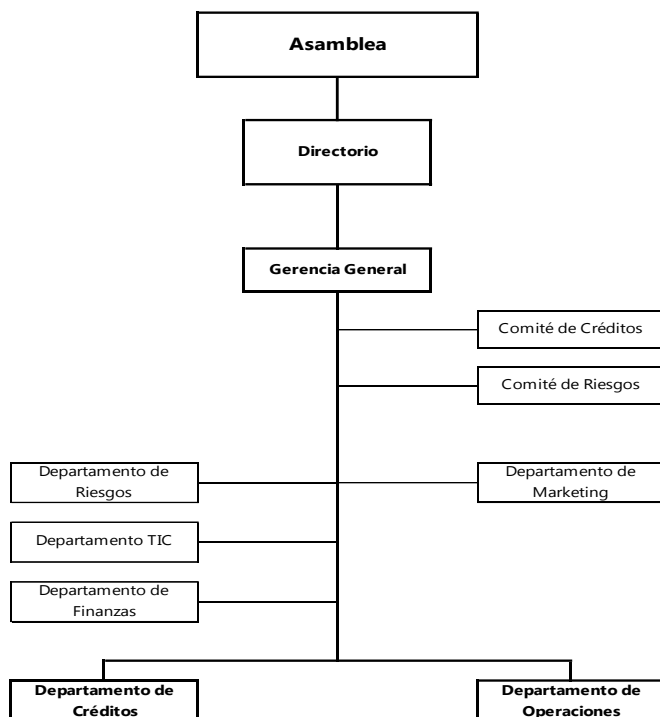 Asamblea
Directorio
Gerencia General
Comité de Créditos
Comité de Riesgos
Departamento de
Riesgos
Departamento de
Marketing
Departamento TIC
Departamento de
Finanzas
Departamento de
Créditos
Departamento de
Operaciones